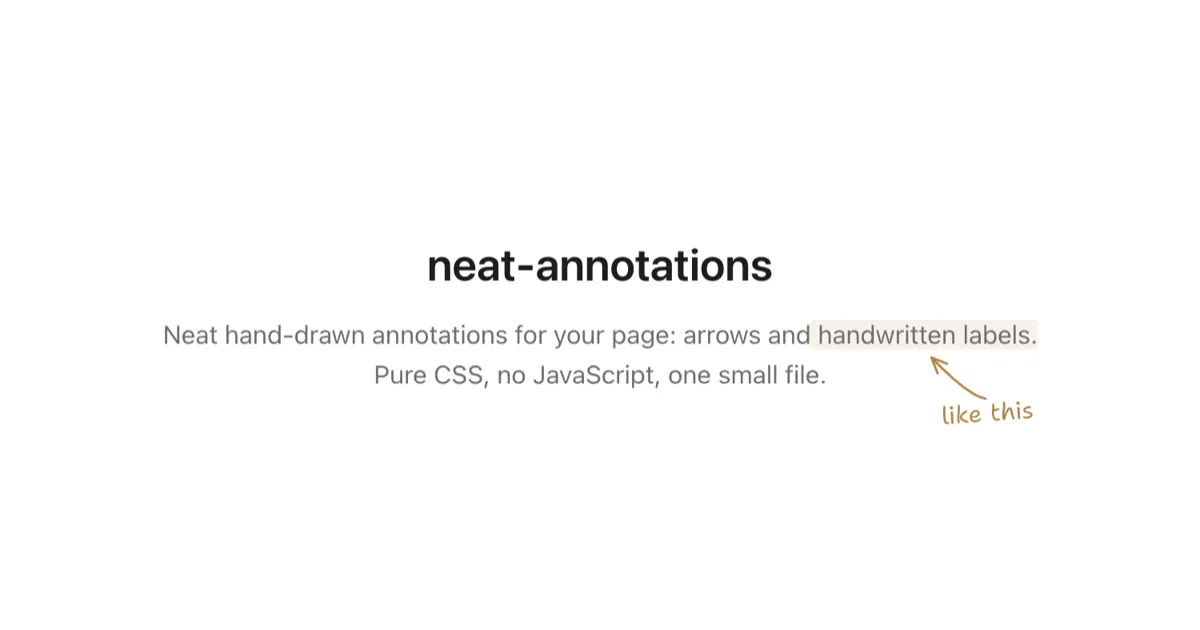 neat-annotations
Neat hand-drawn annotations for your page: arrows and handwritten labels.
Pure CSS, no JavaScript, one small file.
like this